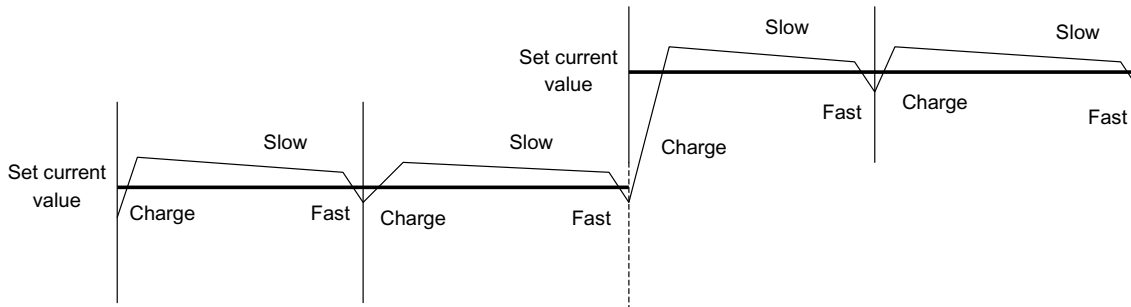 Slow
Slow
Set current
value
Fast
Charge
Fast
Charge
Slow
Slow
Set current
value
Charge
Fast
Charge
Fast